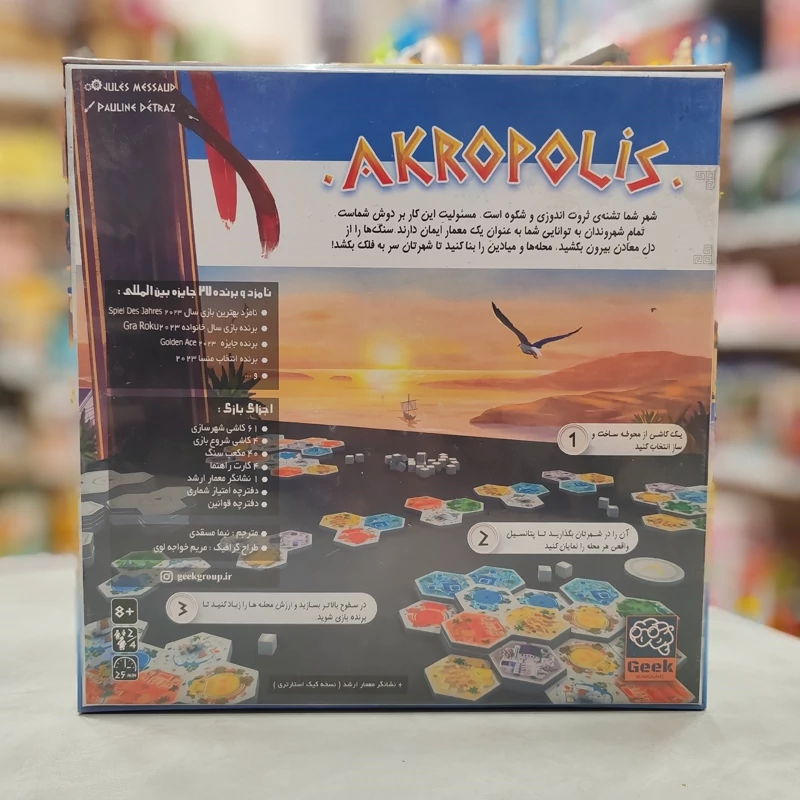 JULES MESSAUD
PAULINE DÉTRAZ
AKROPOLIS
شهر شما تشنه‌ی ثروت اندوزی و شکوه است. مسئولیت این کار بر دوش شماست.
تمام شهروندان به توانایی شما به عنوان یک معمار ایمان دارند. سنگ‌ها را از
دل معادن بیرون بکشید، محله‌ها و میادین را بنا کنید تا شهرتان سر به فلک بکشد!
نامزد و برنده ۲۷ جایزه بین المللی :
نامزد بهترین بازی سال Spiel Des Jahres ۲۰۲۳
برنده بازی سال خانواده Gra Roku ۲۰۲۳
برنده جایزه Golden Ace ۲۰۲۳
برنده انتخاب منسا ۲۰۲۳
و ...
اجزای بازی :
۶۱ کاشی شهرسازی
۴ کاشی شروع بازی
۴۰ مکعب سنگ
۴ کارت راهنما
۱ نشانگر معمار ارشد
دفترچه امتیاز شماری
دفترچه قوانین
مترجم : نیما مسقدی
طراح گرافیک : مریم خواجه لوی
geekgroup.ir
1
یک کاشی از محوطه ساخت و
ساز انتخاب کنید
2
آن را در شهرتان بگذارید تا پتانسیل
واقعی هر محله را نمایان کنید
3
در سطوح بالاتر بسازید و ارزش محله ها را زیاد کنید تا
برنده بازی شوید
8+
2/4
25 MIN
+ نشانگر معمار ارشد ( نسخه کیک استارتری )
Geek